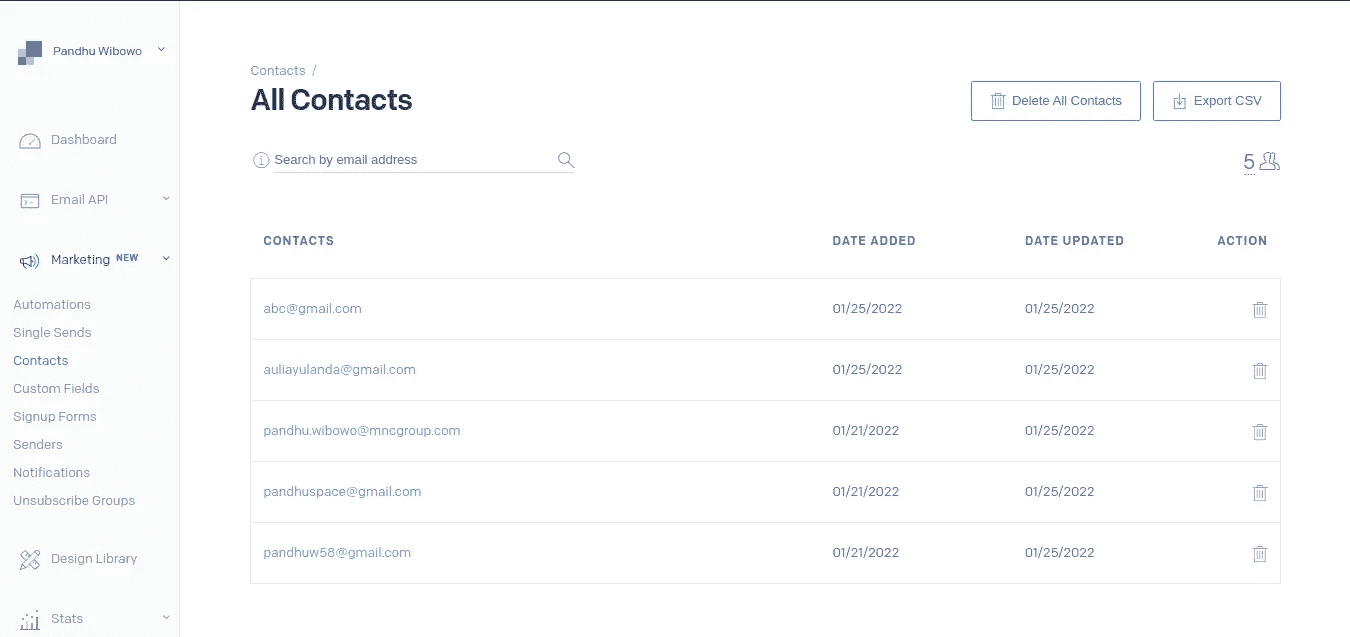 Pandhu Wibowo
Dashboard
Email API
Marketing NEW
Automations
Single Sends
Contacts
Custom Fields
Signup Forms
Senders
Notifications
Unsubscribe Groups
Design Library
Stats
Contacts /
All Contacts
Delete All Contacts
Export CSV
Search by email address
5
CONTACTS DATE ADDED DATE UPDATED ACTION
abc@gmail.com 01/25/2022 01/25/2022
auliayulanda@gmail.com 01/25/2022 01/25/2022
pandhu.wibowo@mncgroup.com 01/21/2022 01/25/2022
pandhuspace@gmail.com 01/21/2022 01/25/2022
pandhuw58@gmail.com 01/21/2022 01/25/2022